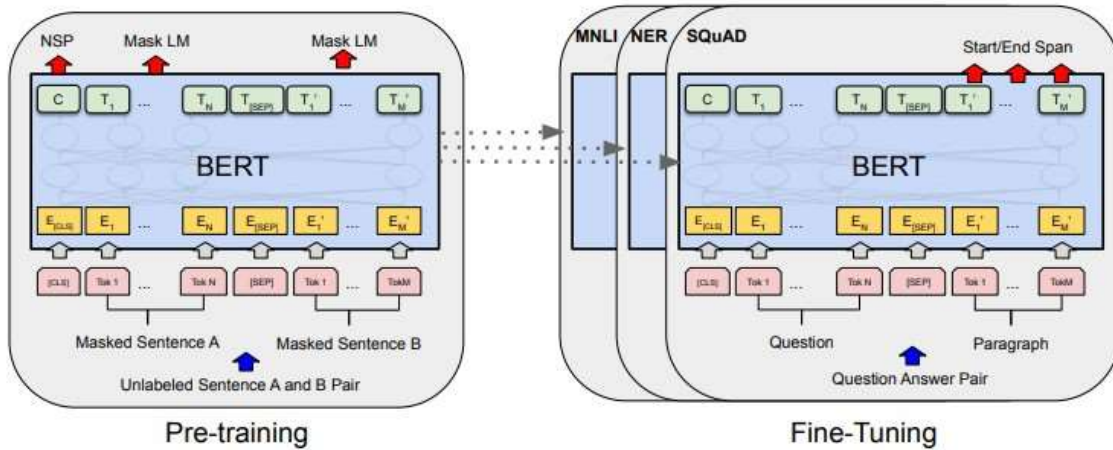 NSP Mask LM Mask LM
C T1 ... TN T[SEP] T1' ... TM'
BERT
E[CLS] E1 ... EN E[SEP] E1' ... EM'
[CLS] Tok 1 ... Tok N [SEP] Tok 1 ... TokM
Masked Sentence A Masked Sentence B
Unlabeled Sentence A and B Pair
Pre-training
MNLI NER SQuAD
Start/End Span
C T1 ... TN T[SEP] T1' ... TM'
BERT
E[CLS] E1 ... EN E[SEP] E1' ... EM'
[CLS] Tok 1 ... Tok N [SEP] Tok 1 ... TokM
Question Paragraph
Question Answer Pair
Fine-Tuning